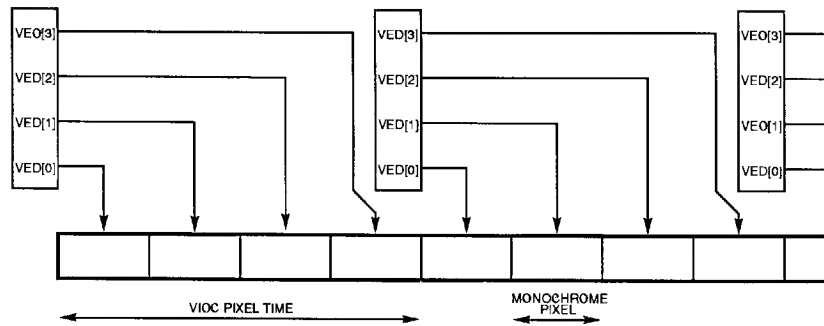 VEO[3]
VED[2]
VED[1]
VED[0]
VED[3]
VED[2]
VED[1}
VED[0]
VEO[3]
VED[2]
VEO[1]
VED[0}
VIOC PIXEL TIME
MONOCHROME
PIXEL